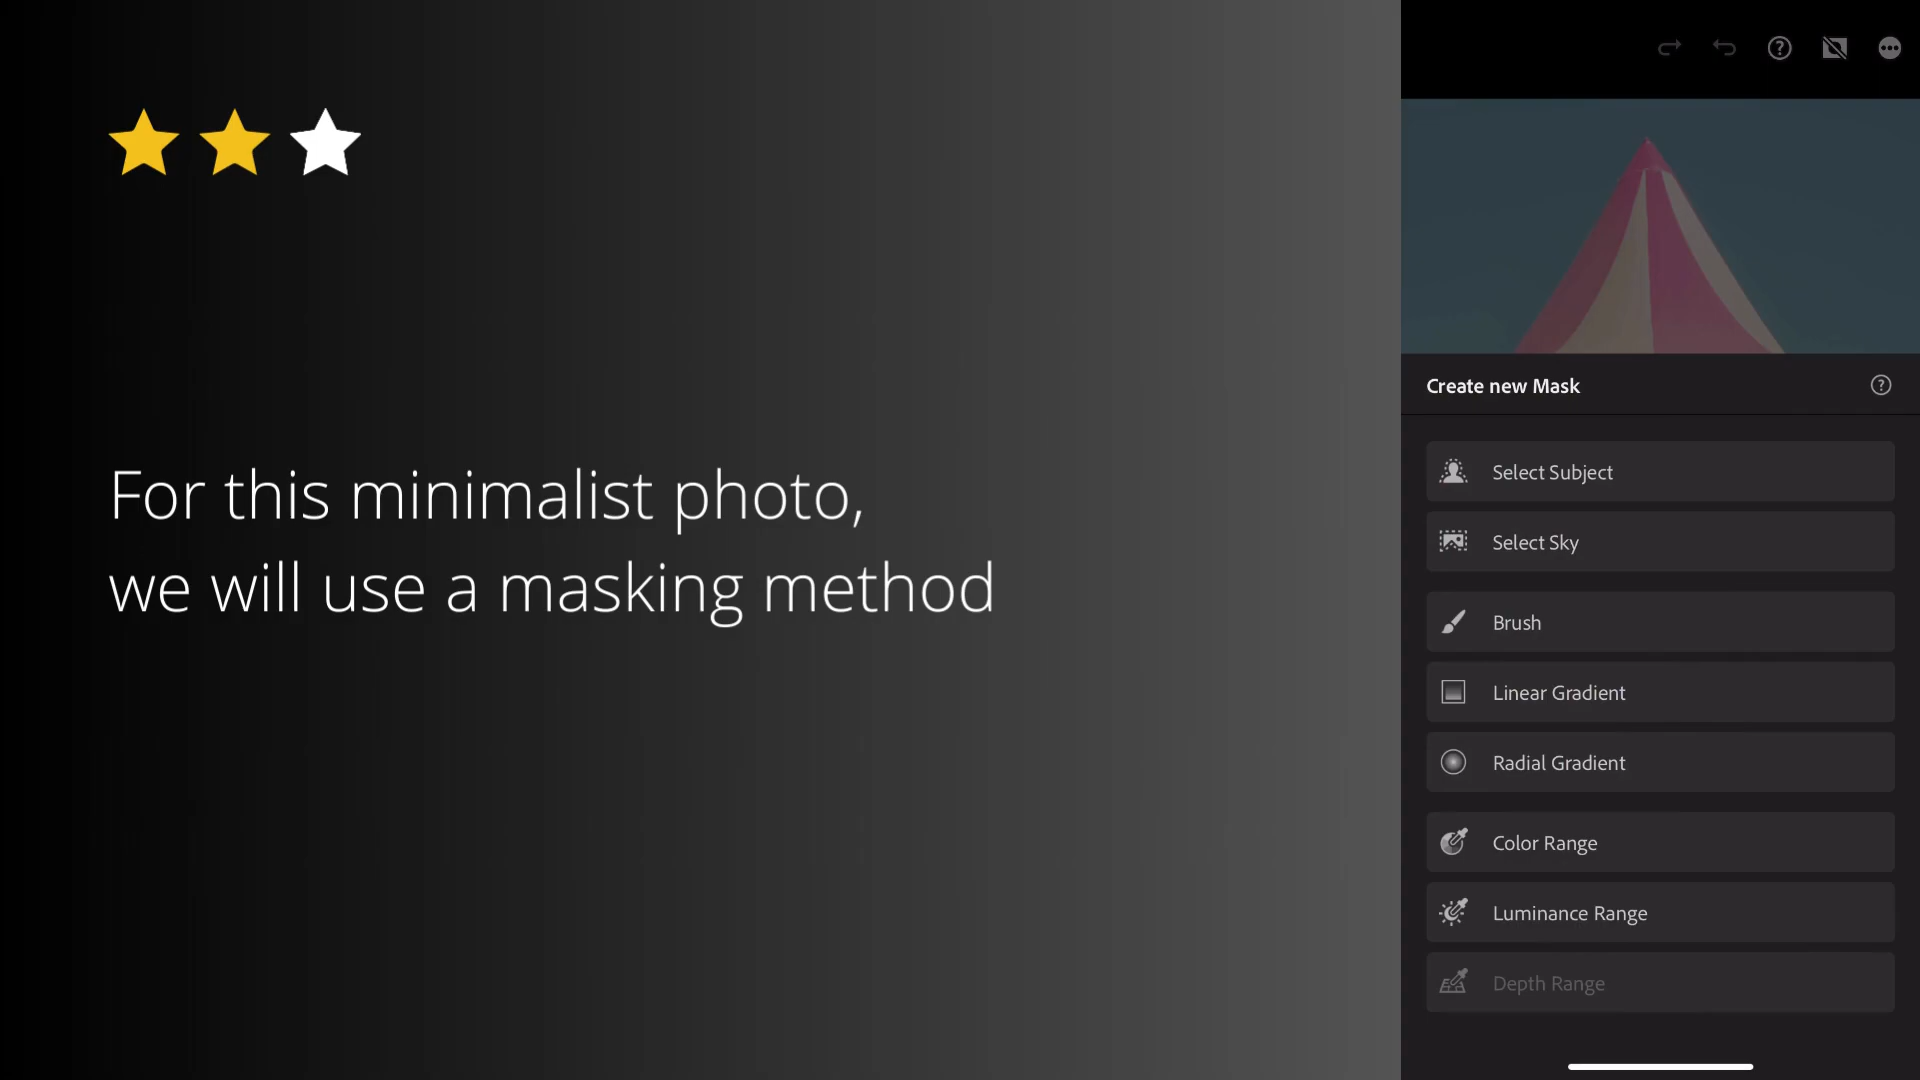 For this minimalist photo,
we will use a masking method
Create new Mask
Select Subject
Select Sky
Brush
Linear Gradient
Radial Gradient
Color Range
Luminance Range
Depth Range